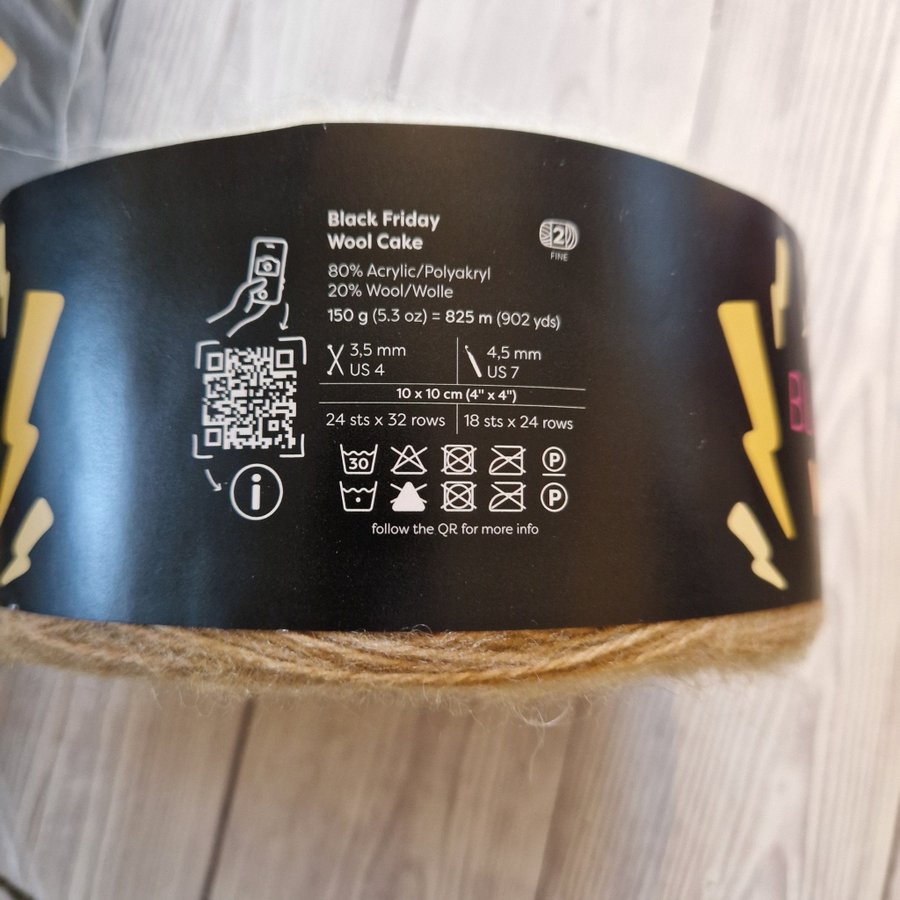 Black Friday
Wool Cake
2
FINE
80% Acrylic/Polyakryl
20% Wool/Wolle
150 g (5.3 oz) = 825 m (902 yds)
3,5 mm
US 4
4,5 mm
US 7
10 x 10 cm (4" x 4")
24 sts x 32 rows
18 sts x 24 rows
30
P
P
i
follow the QR for more info